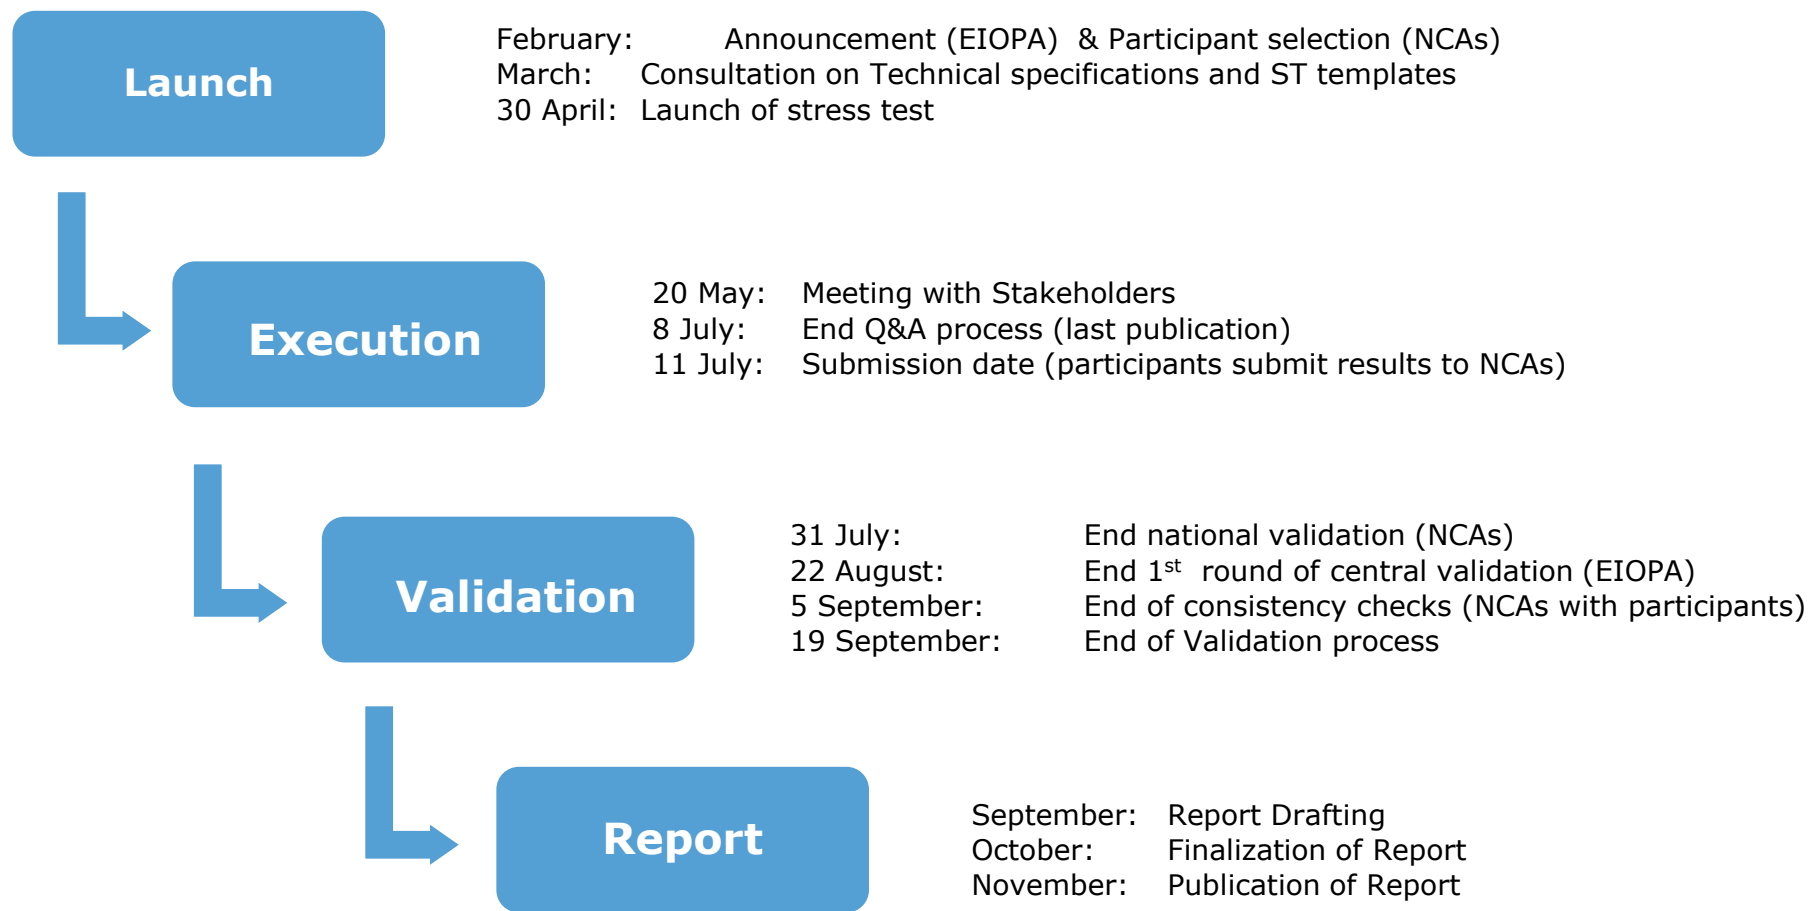 Launch
February: Announcement (EIOPA) & Participant selection (NCAs)
March: Consultation on Technical specifications and ST templates
30 April: Launch of stress test
Execution
20 May: Meeting with Stakeholders
8 July: End Q&A process (last publication)
11 July: Submission date (participants submit results to NCAs)
Validation
31 July: End national validation (NCAs)
22 August: End 1st round of central validation (EIOPA)
5 September: End of consistency checks (NCAs with participants)
19 September: End of Validation process
Report
September: Report Drafting
October: Finalization of Report
November: Publication of Report